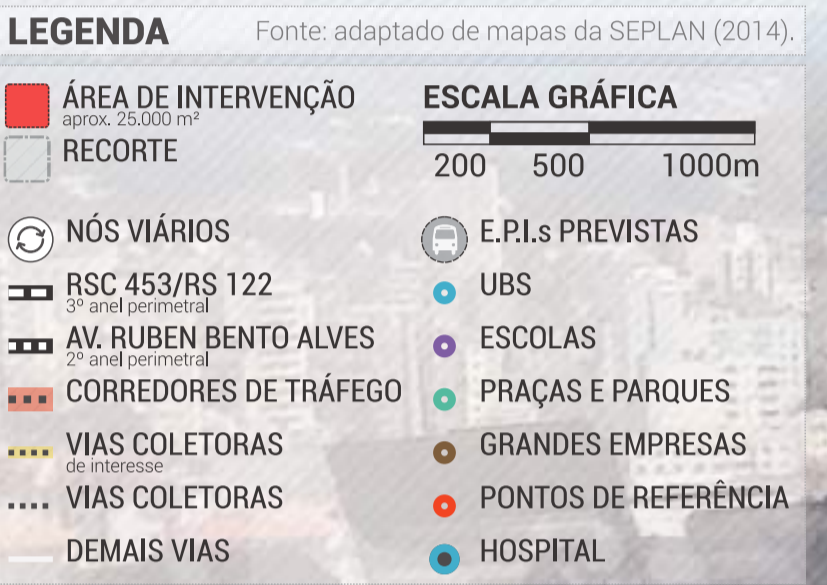 LEGENDA
Fonte: adaptado de mapas da SEPLAN (2014).
ÁREA DE INTERVENÇÃO
aprox. 25.000 m²
RECORTE
ESCALA GRÁFICA
200 500 1000m
NÓS VIÁRIOS
RSC 453/RS 122
3º anel perimetral
AV. RUBEN BENTO ALVES
2º anel perimetral
CORREDORES DE TRÁFEGO
VIAS COLETORAS
de interesse
VIAS COLETORAS
DEMAIS VIAS
E.P.I.s PREVISTAS
UBS
ESCOLAS
PRAÇAS E PARQUES
GRANDES EMPRESAS
PONTOS DE REFERÊNCIA
HOSPITAL